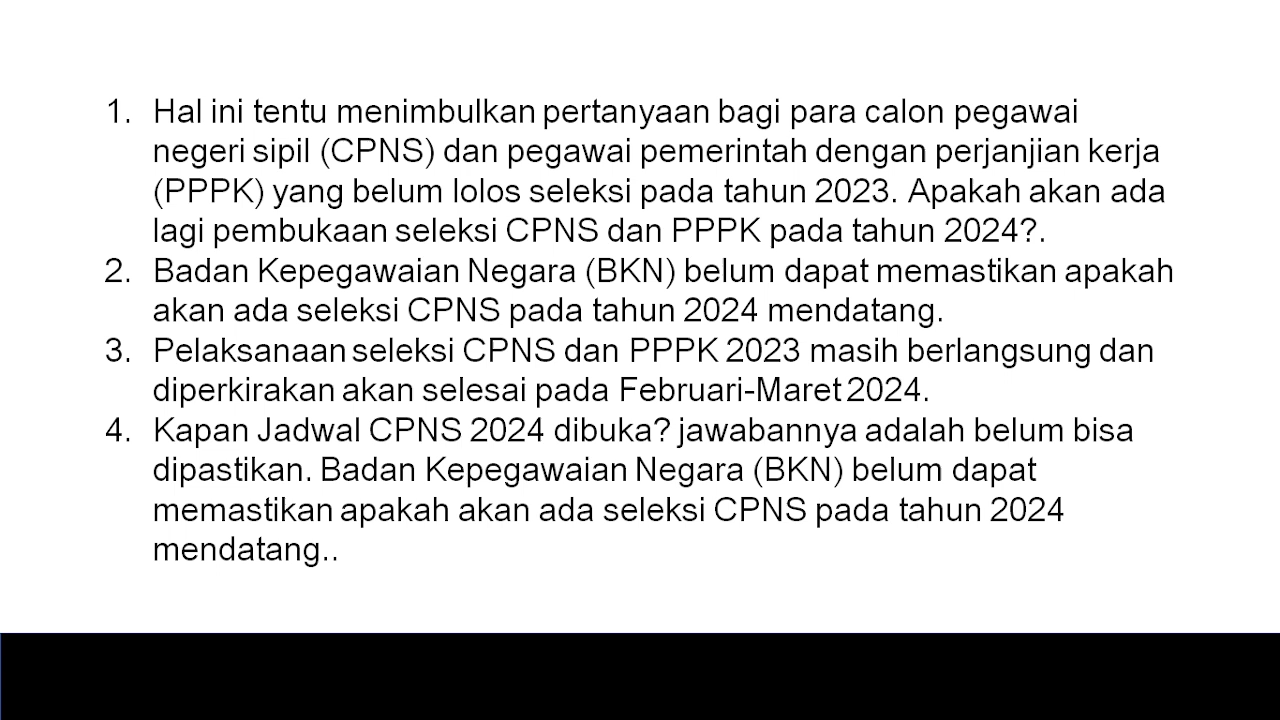 1. Hal ini tentu menimbulkan pertanyaan bagi para calon pegawai
negeri sipil (CPNS) dan pegawai pemerintah dengan perjanjian kerja
(PPPK) yang belum lolos seleksi pada tahun 2023. Apakah akan ada
lagi pembukaan seleksi CPNS dan PPPK pada tahun 2024?.
2. Badan Kepegawaian Negara (BKN) belum dapat memastikan apakah
akan ada seleksi CPNS pada tahun 2024 mendatang.
3. Pelaksanaan seleksi CPNS dan PPPK 2023 masih berlangsung dan
diperkirakan akan selesai pada Februari-Maret 2024.
4. Kapan Jadwal CPNS 2024 dibuka? jawabannya adalah belum bisa
dipastikan. Badan Kepegawaian Negara (BKN) belum dapat
memastikan apakah akan ada seleksi CPNS pada tahun 2024
mendatang..